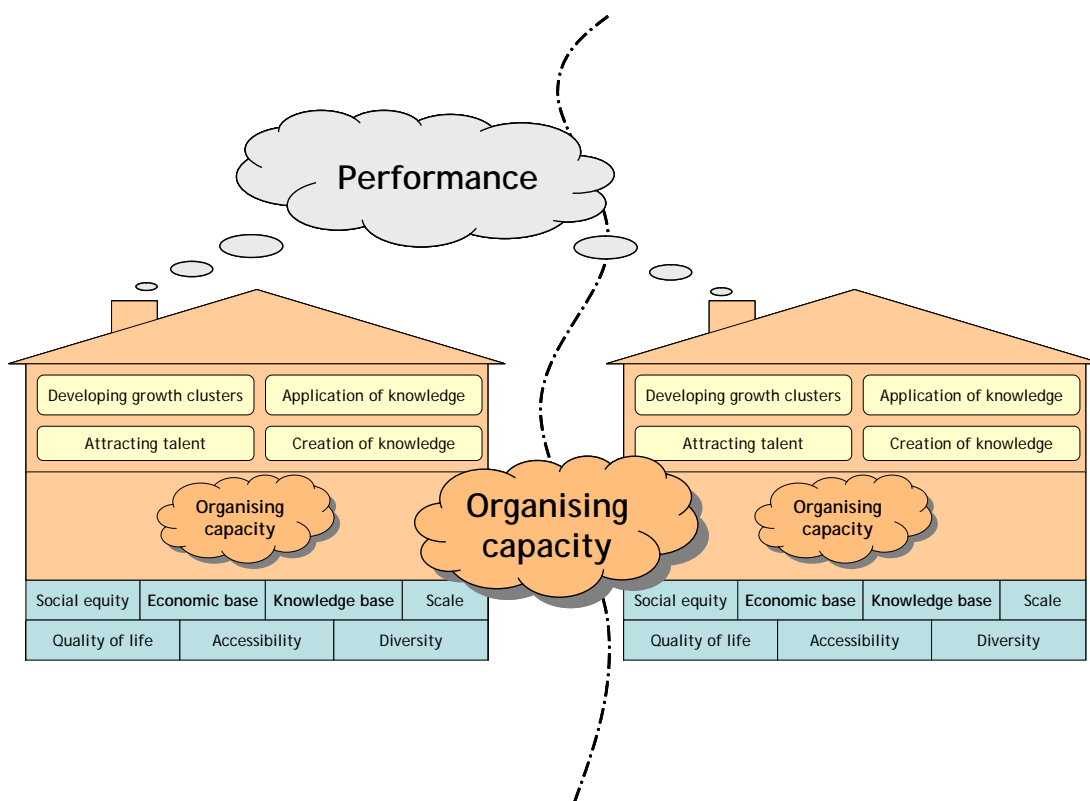 Performance
Developing growth clusters
Application of knowledge
Attracting talent
Creation of knowledge
Organising
capacity
Social equity
Economic base
Knowledge base
Scale
Quality of life
Accessibility
Diversity
Organising
capacity
Developing growth clusters
Application of knowledge
Attracting talent
Creation of knowledge
Organising
capacity
Social equity
Economic base
Knowledge base
Scale
Quality of life
Accessibility
Diversity